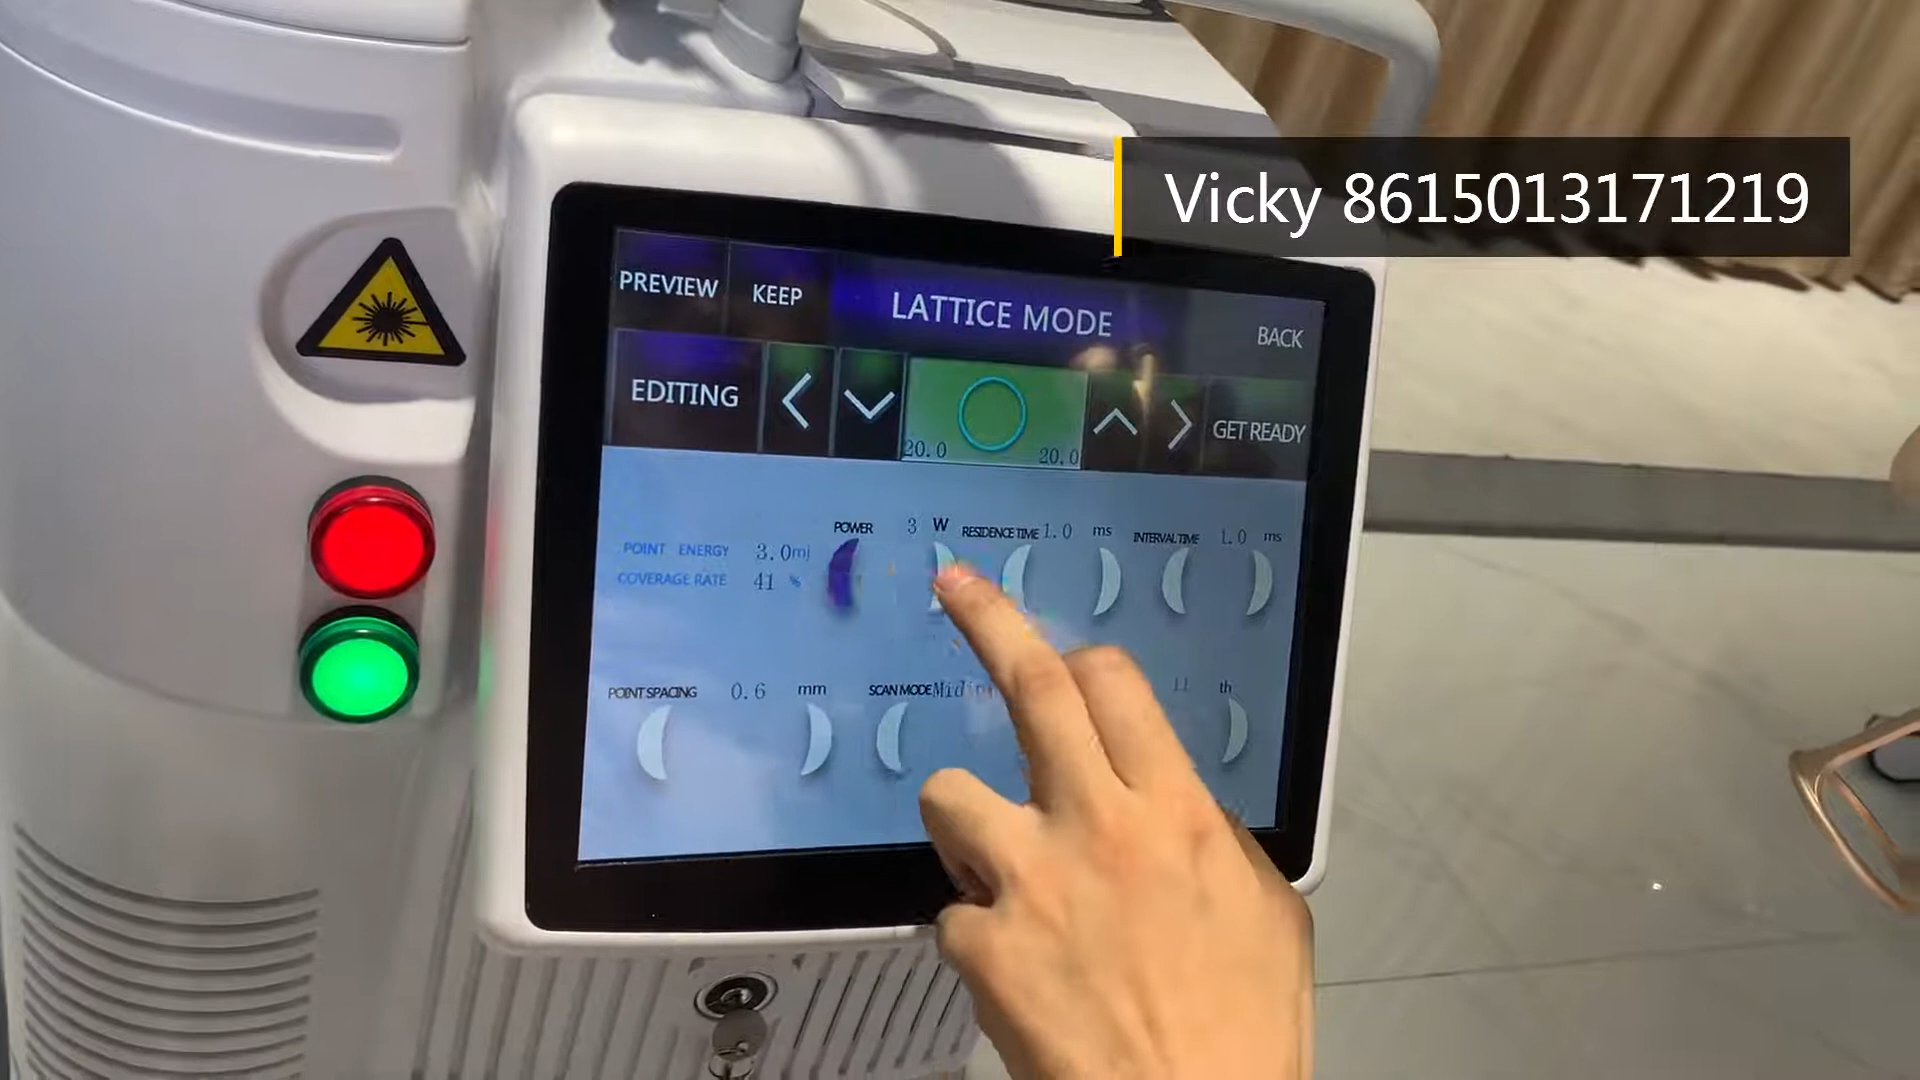 Vicky 8615013171219
PREVIEW KEEP LATTICE MODE BACK
EDITING 20.0 20.0 GET READY
POWER 3 W RESIDENCE TIME 1.0 ms INTERVAL TIME 1.0 ms
POINT ENERGY 3.0mj
COVERAGE RATE 41 %
POINT SPACING 0.6 mm SCAN MODE 11 th